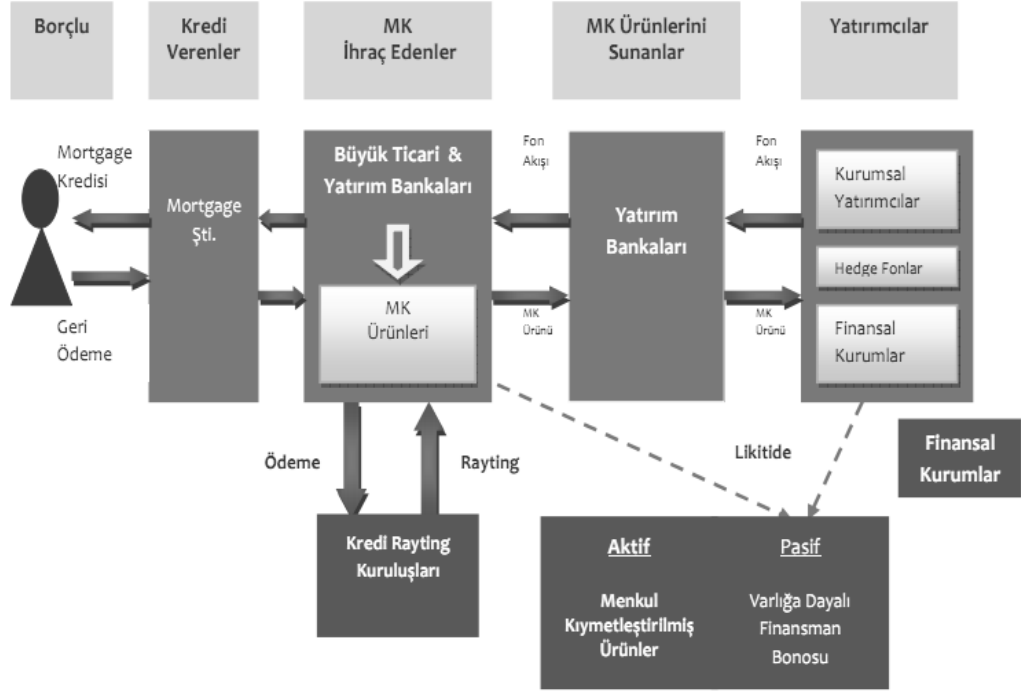 Borçlu
Kredi
Verenler
MK
İhraç Edenler
MK Ürünlerini
Sunanlar
Yatırımcılar
Mortgage
Kredisi
Geri
Ödeme
Mortgage
Şti.
Büyük Ticari &
Yatırım Bankaları
MK
Ürünleri
Fon
Akışı
MK
Ürünü
Yatırım
Bankaları
Fon
Akışı
MK
Ürünü
Kurumsal
Yatırımcılar
Hedge Fonlar
Finansal
Kurumlar
Ödeme
Rayting
Likitide
Finansal
Kurumlar
Kredi Rayting
Kuruluşları
Aktif
Menkul
Kıymetleştirilmiş
Ürünler
Pasif
Varlığa Dayalı
Finansman
Bonosu